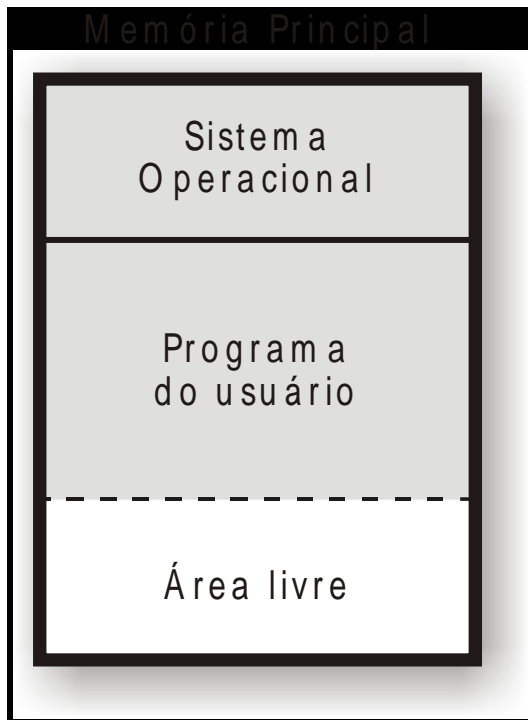 Memória Principal
Sistema
Operacional
Programa
do usuário
Área livre